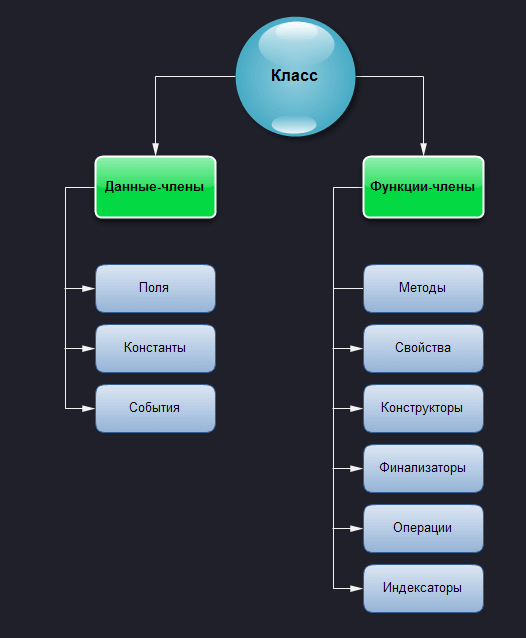 Класс
Данные-члены
Функции-члены
Поля
Методы
Константы
Свойства
События
Конструкторы
Финализаторы
Операции
Индексаторы